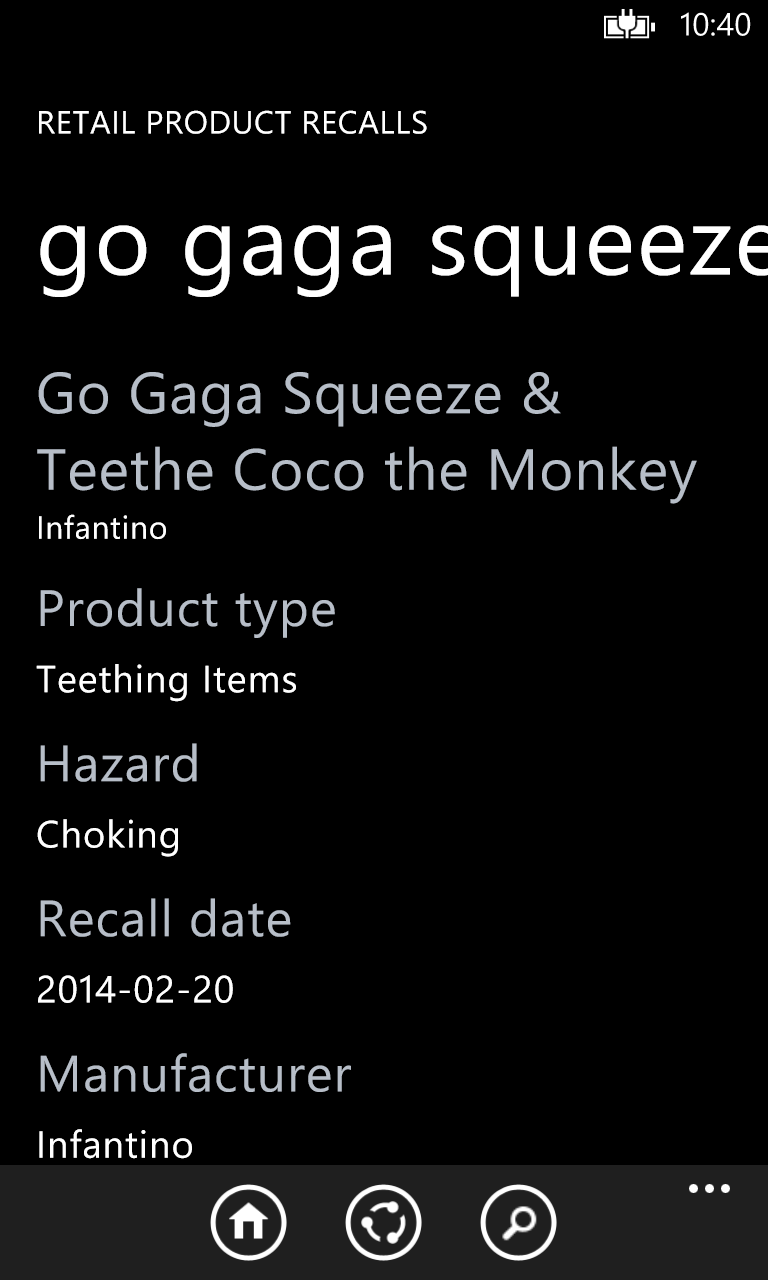 10:40
RETAIL PRODUCT RECALLS
go gaga squeeze
Go Gaga Squeeze &
Teethe Coco the Monkey
Infantino
Product type
Teething Items
Hazard
Choking
Recall date
2014-02-20
Manufacturer
Infantino